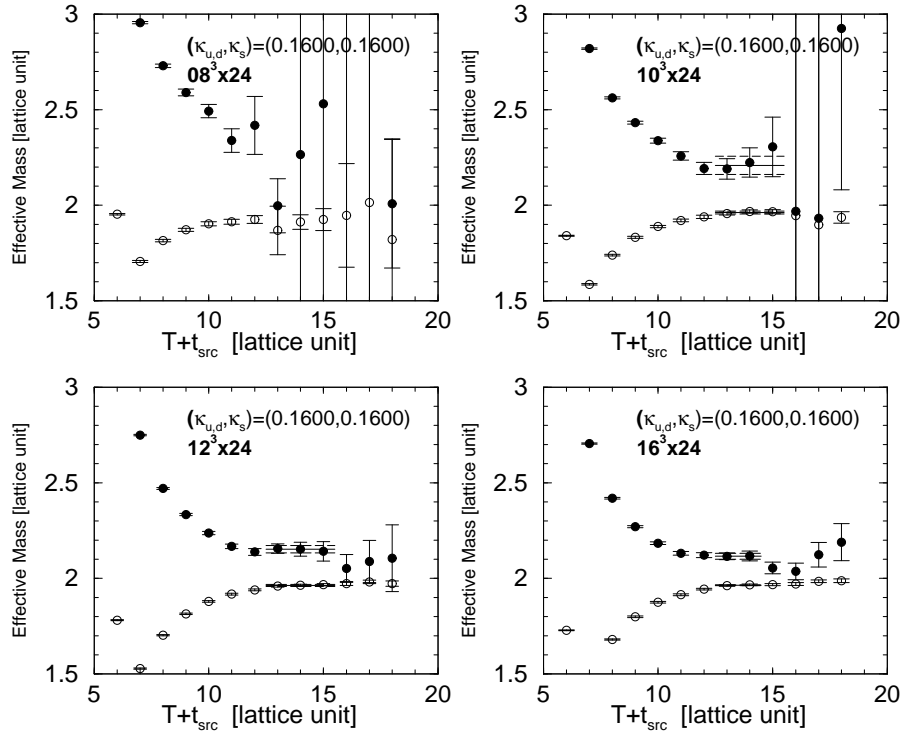 3
(κu,d,κs)=(0.1600,0.1600)
08³x24
2.5
2
1.5
5 10 15 20
T+tsrc [lattice unit]
Effective Mass [lattice unit]
3
(κu,d,κs)=(0.1600,0.1600)
10³x24
2.5
2
1.5
5 10 15 20
T+tsrc [lattice unit]
Effective Mass [lattice unit]
3
(κu,d,κs)=(0.1600,0.1600)
12³x24
2.5
2
1.5
5 10 15 20
T+tsrc [lattice unit]
Effective Mass [lattice unit]
3
(κu,d,κs)=(0.1600,0.1600)
16³x24
2.5
2
1.5
5 10 15 20
T+tsrc [lattice unit]
Effective Mass [lattice unit]